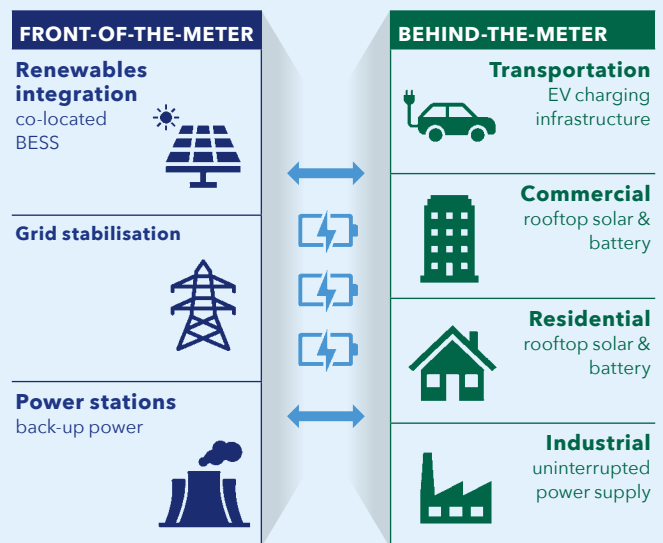 FRONT-OF-THE-METER
Renewables
integration
co-located
BESS
Grid stabilisation
Power stations
back-up power
BEHIND-THE-METER
Transportation
EV charging
infrastructure
Commercial
rooftop solar &
battery
Residential
rooftop solar &
battery
Industrial
uninterrupted
power supply